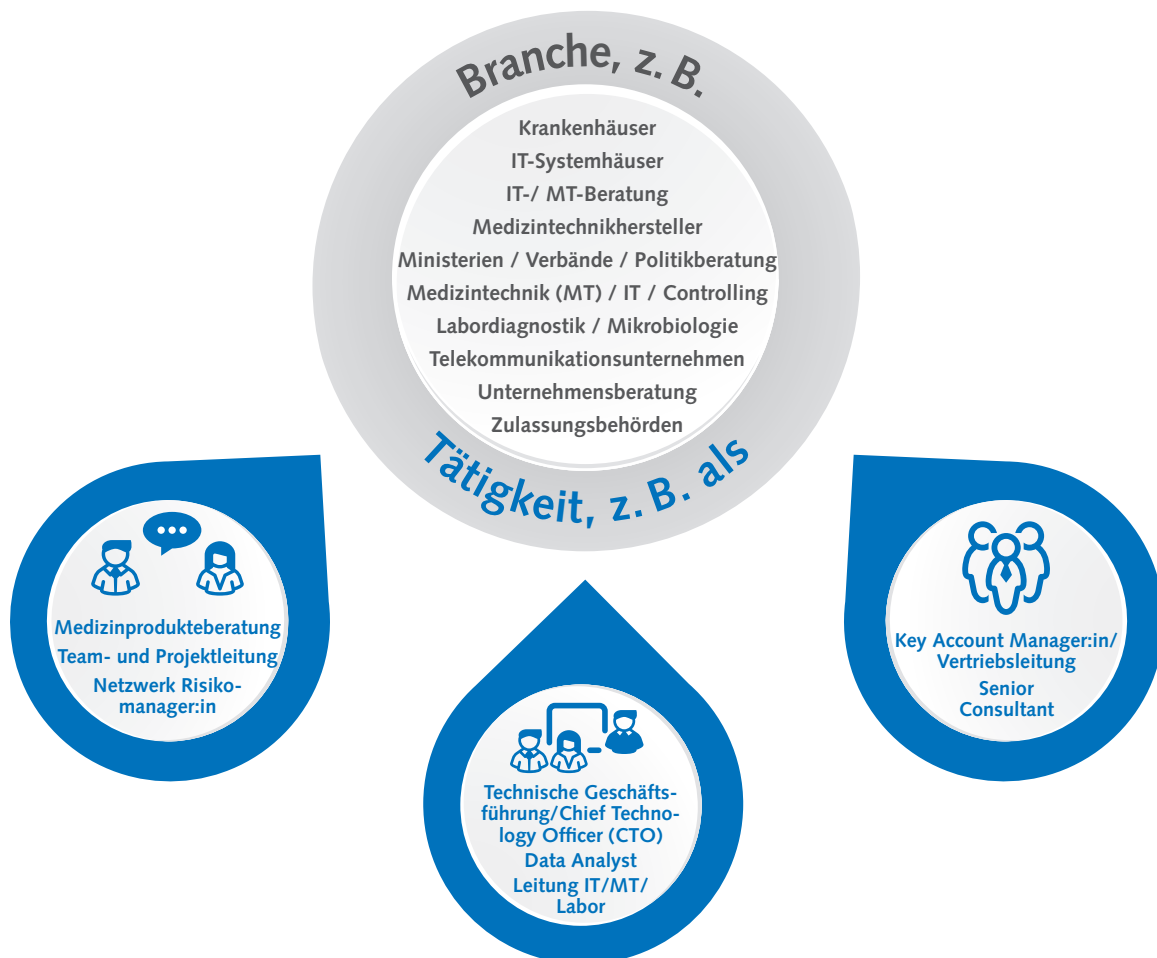 Branche, z. B.
Krankenhäuser
IT-Systemhäuser
IT-/ MT-Beratung
Medizintechnikhersteller
Ministerien / Verbände / Politikberatung
Medizintechnik (MT) / IT / Controlling
Labordiagnostik / Mikrobiologie
Telekommunikationsunternehmen
Unternehmensberatung
Zulassungsbehörden
Tätigkeit, z. B. als
Medizinprodukteberatung
Team- und Projektleitung
Netzwerk Risiko-
manager:in
Technische Geschäfts-
führung/Chief Techno-
logy Officer (CTO)
Data Analyst
Leitung IT/MT/
Labor
Key Account Manager:in/
Vertriebsleitung
Senior
Consultant